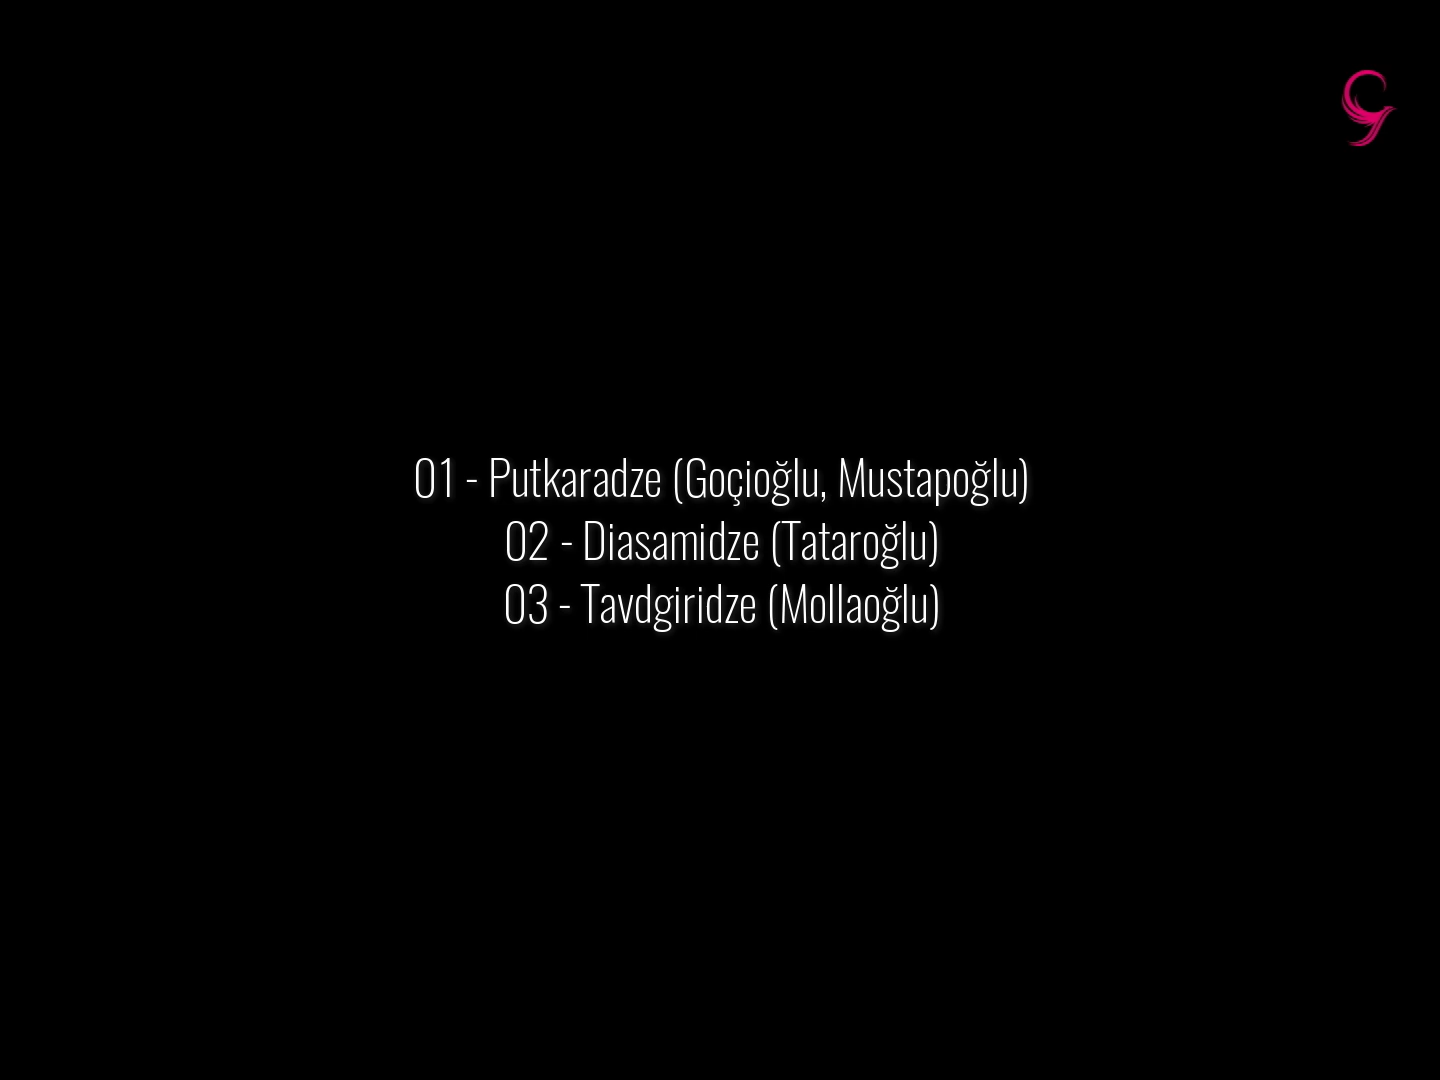 01 - Putkaradze (Goçioğlu, Mustapoğlu)
02 - Diasamidze (Tataroğlu)
03 - Tavdgiridze (Mollaoğlu)